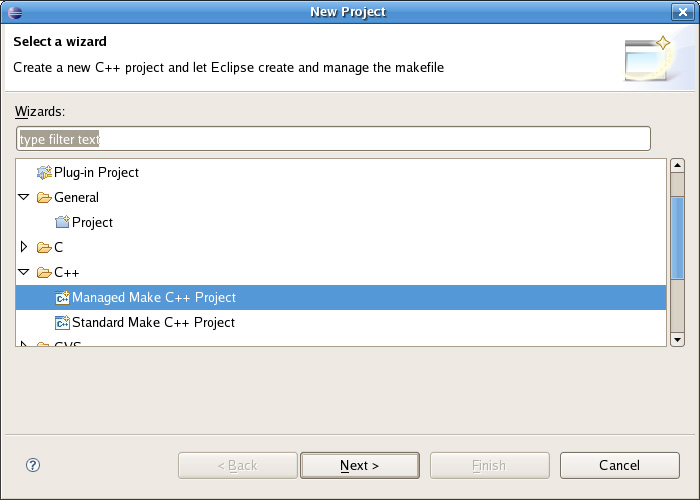 New Project
Select a wizard
Create a new C++ project and let Eclipse create and manage the makefile
Wizards:
type filter text
Plug-in Project
General
Project
C
C++
Managed Make C++ Project
Standard Make C++ Project
CVS
? < Back Next > Finish Cancel